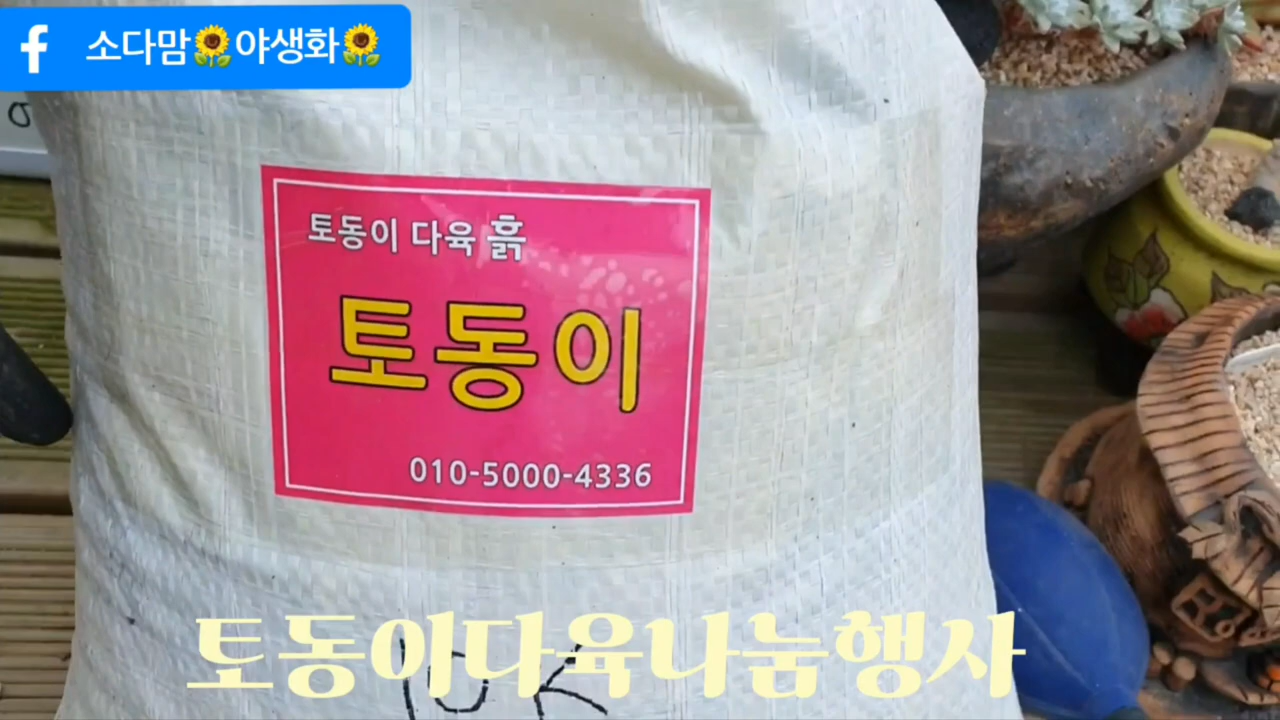 소다맘🌻야생화🌻
토동이 다육 흙
토동이
010-5000-4336
토동이다육나눔행사
10K